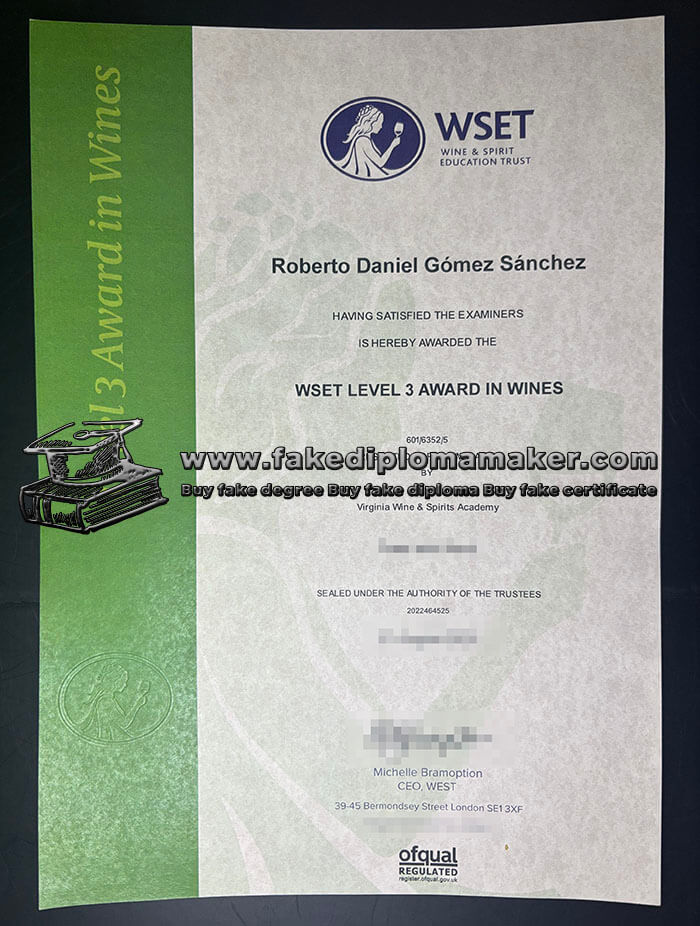 Level 3 Award in Wines
WSET
WINE & SPIRIT
EDUCATION TRUST
Roberto Daniel Gómez Sánchez
HAVING SATISFIED THE EXAMINERS
IS HEREBY AWARDED THE
WSET LEVEL 3 AWARD IN WINES
601/6352/5
www.fakediplomamaker.com
BY
Buy fake degree Buy fake diploma Buy fake certificate
Virginia Wine & Spirits Academy
SEALED UNDER THE AUTHORITY OF THE TRUSTEES
2022464525
Michelle Bramoption
CEO, WEST
39-45 Bermondsey Street London SE1 3XF
ofqual
REGULATED
register.ofqual.gov.uk